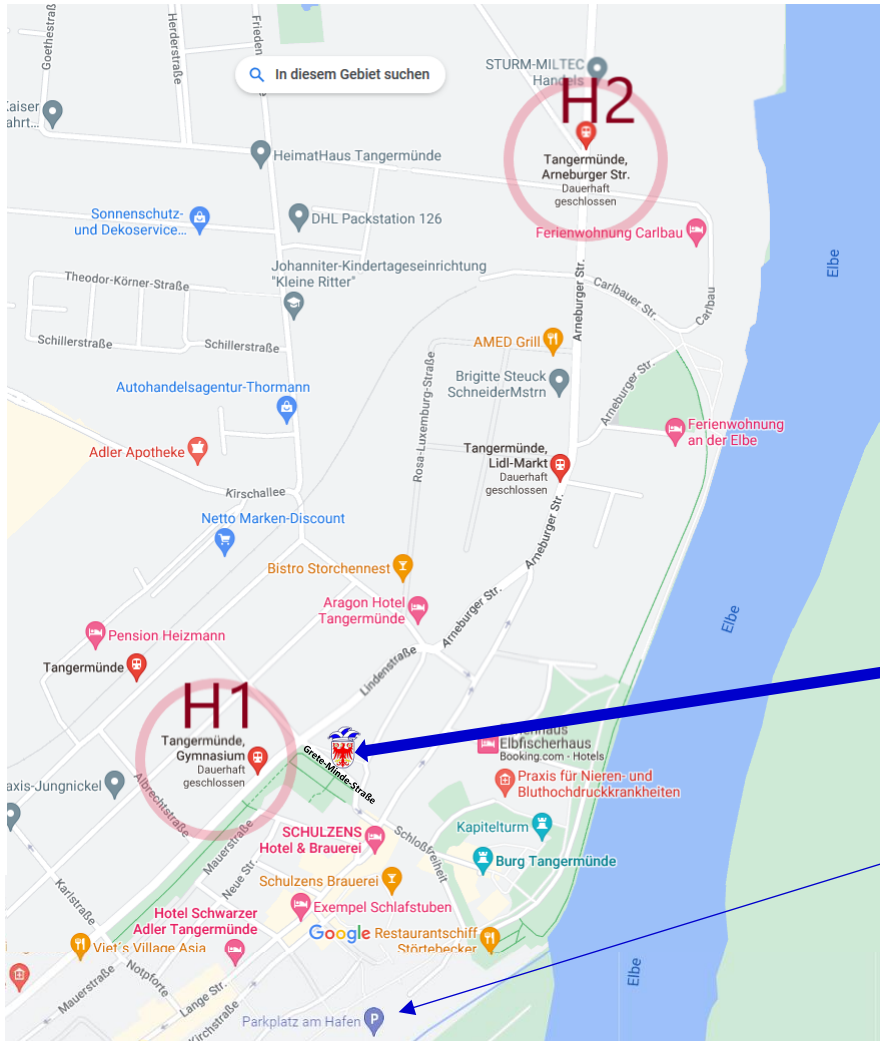 Goethestraße
Herderstraße
Frieden
In diesem Gebiet suchen
STURM-MILTEC
Handels
H2
Kaiser
ahrt...
HeimatHaus Tangermünde
Tangermünde,
Arneburger Str.
Dauerhaft
geschlossen
Sonnenschutz-
und Dekoservice...
DHL Packstation 126
Ferienwohnung Carlbau
Elbe
Johanniter-Kindertageseinrichtung
"Kleine Ritter"
Theodor-Körner-Straße
Carlbauer Str.
Carlbau
Arneburger Str.
Schillerstraße
Schillerstraße
AMED Grill
Rosa-Luxemburg-Straße
Brigitte Steuck
SchneiderMstrn
Arneburger Str.
Autohandelsagentur-Thormann
Ferienwohnung
an der Elbe
Adler Apotheke
Tangermünde,
Lidl-Markt
Dauerhaft
geschlossen
Kirschallee
Arneburger Str.
Netto Marken-Discount
Bistro Storchennest
Aragon Hotel
Tangermünde
Arneburger Str.
Elbe
Pension Heizmann
Tangermünde
Lindenstraße
H1
Tangermünde,
Gymnasium
Dauerhaft
geschlossen
Grete-Minde-Straße
Elbfischerhaus
Booking.com · Hotels
Praxis für Nieren- und
Bluthochdruckkrankheiten
axis-Jungnickel
Albrechtstraße
Kapitelturm
SCHULZENS
Hotel & Brauerei
Schloßfreiheit
Mauerstraße
Burg Tangermünde
Neue Str.
Schulzens Brauerei
Karlstraße
Exempel Schlafstuben
Hotel Schwarzer
Adler Tangermünde
Google
Restaurantschiff
Störtebecker
Viet's Village Asia
Notpforte
Elbe
Mauerstraße
Lange Str.
Kirchstraße
Parkplatz am Hafen
P